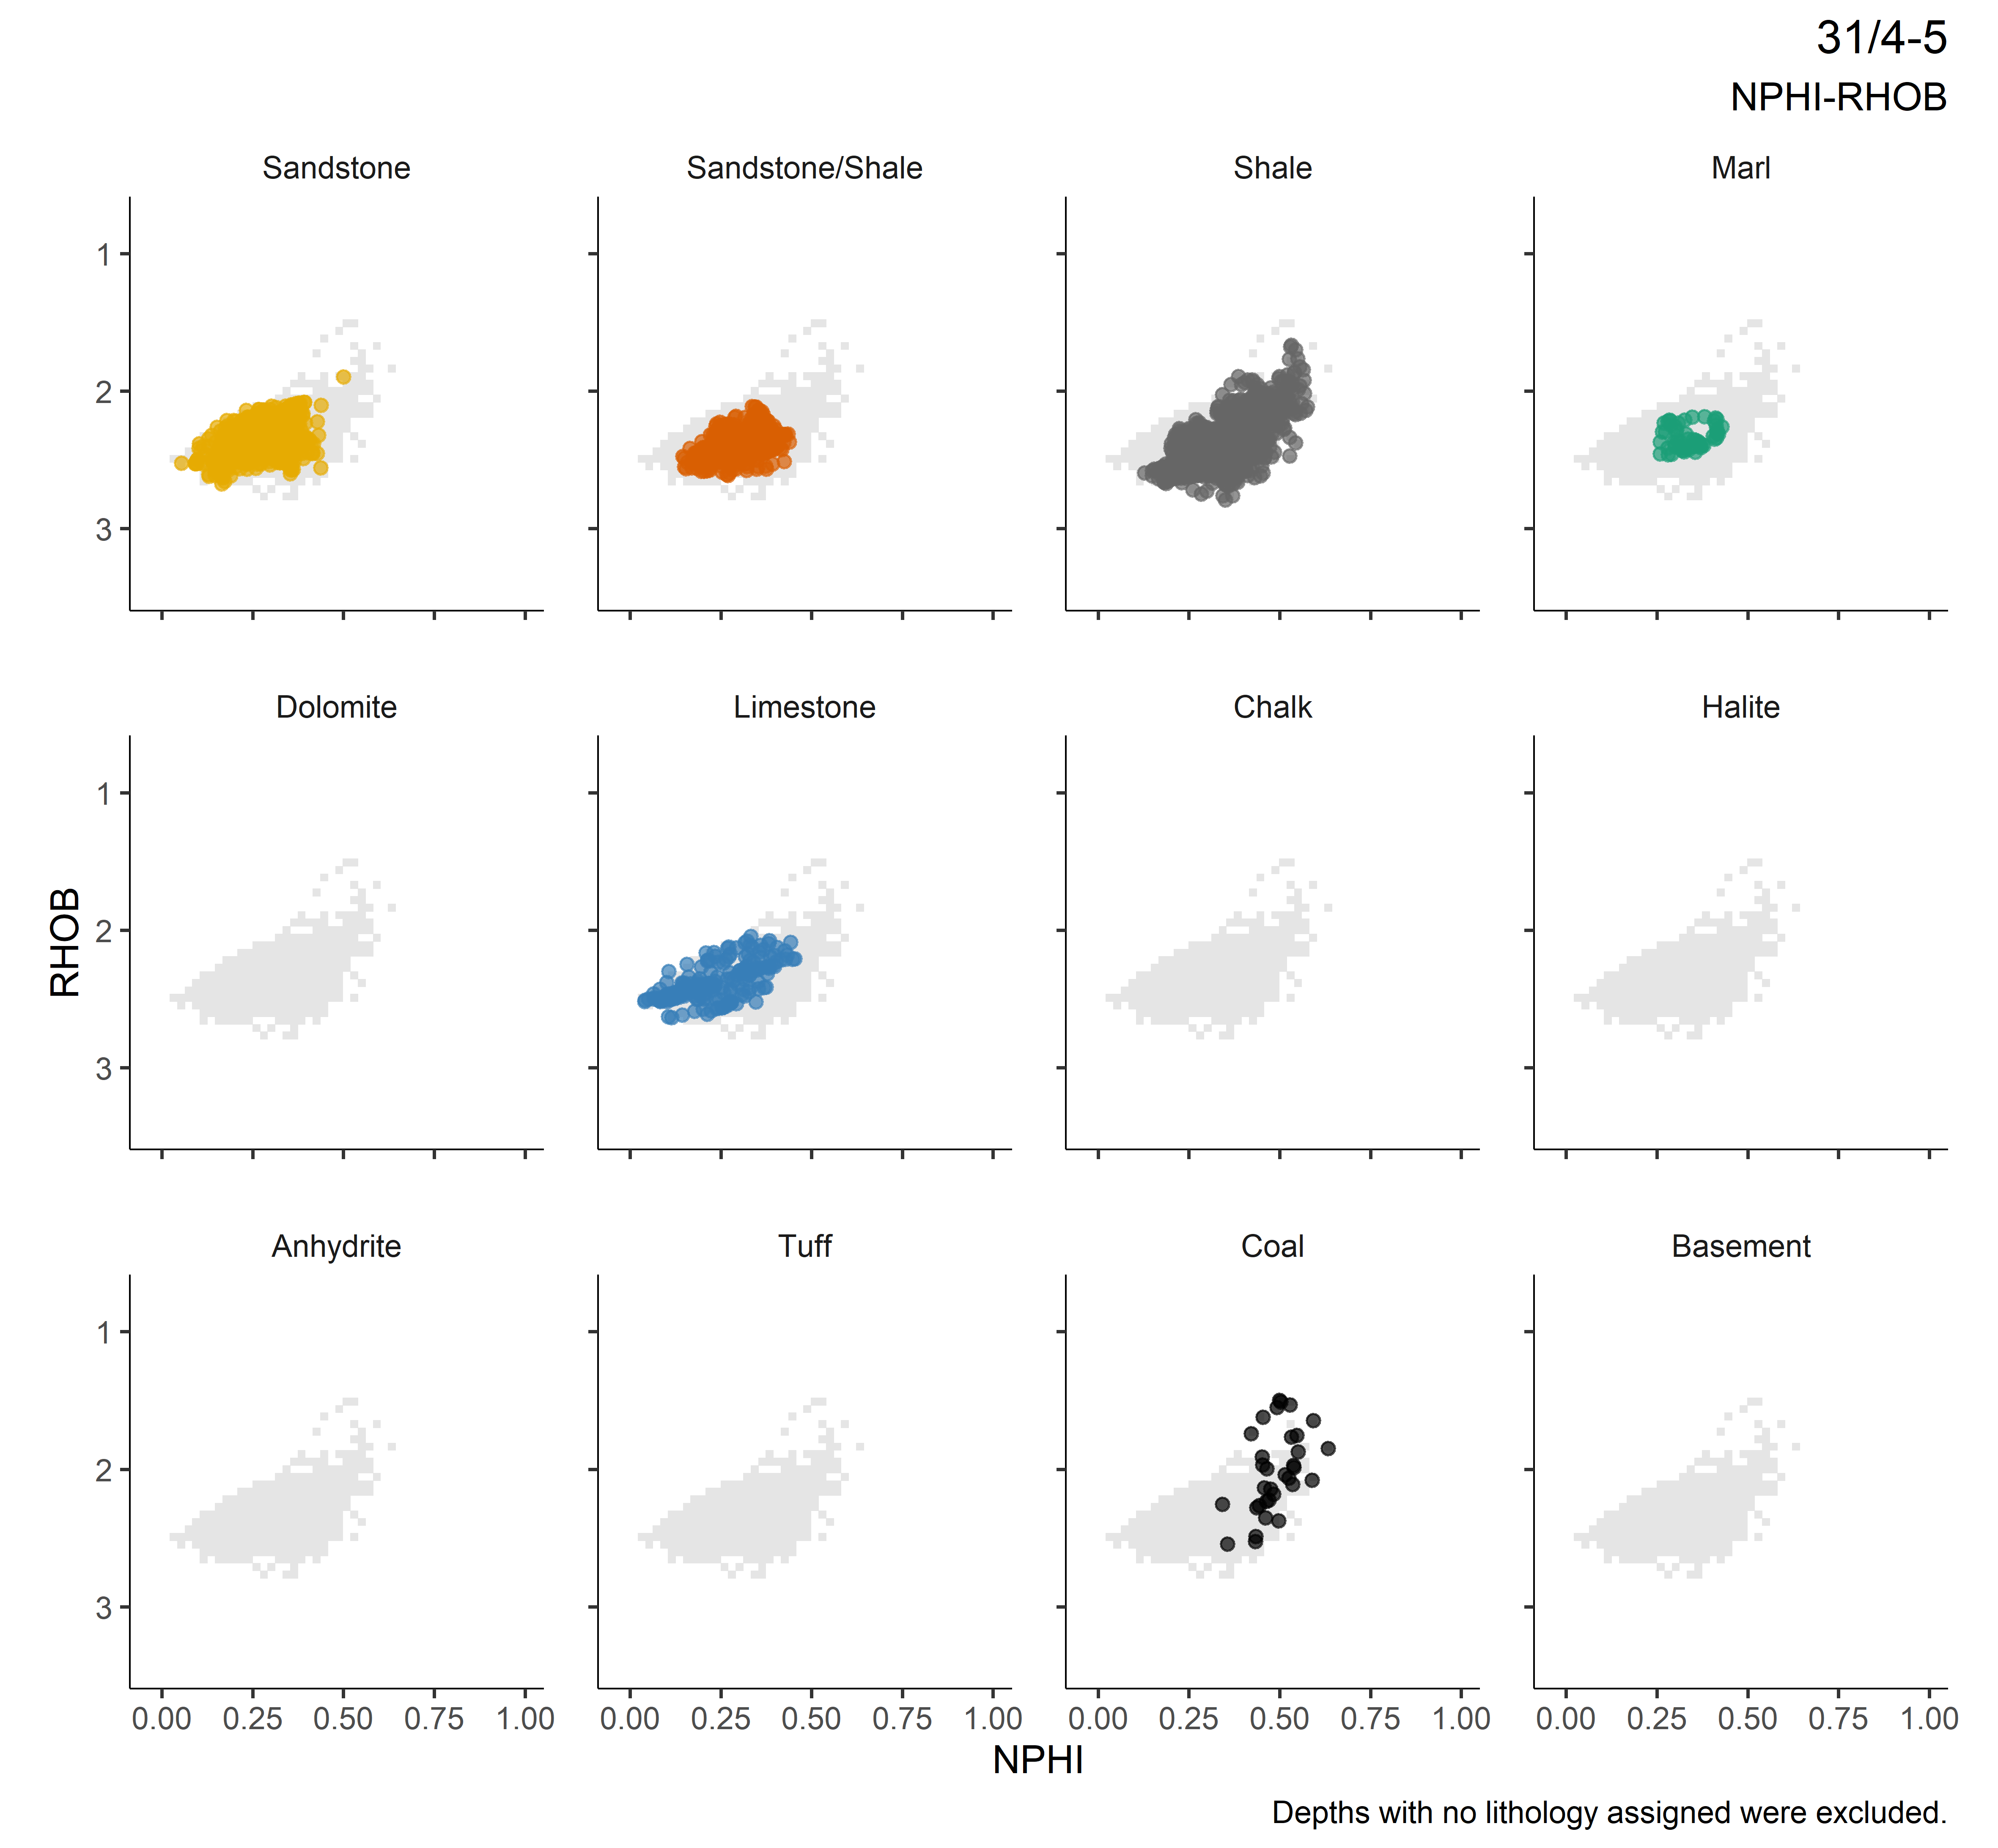 31/4-5
NPHI-RHOB
Sandstone
Sandstone/Shale
Shale
Marl
1
2
3
Dolomite
Limestone
Chalk
Halite
RHOB
1
2
3
Anhydrite
Tuff
Coal
Basement
1
2
3
0.00 0.25 0.50 0.75 1.00
0.00 0.25 0.50 0.75 1.00
0.00 0.25 0.50 0.75 1.00
0.00 0.25 0.50 0.75 1.00
NPHI
Depths with no lithology assigned were excluded.